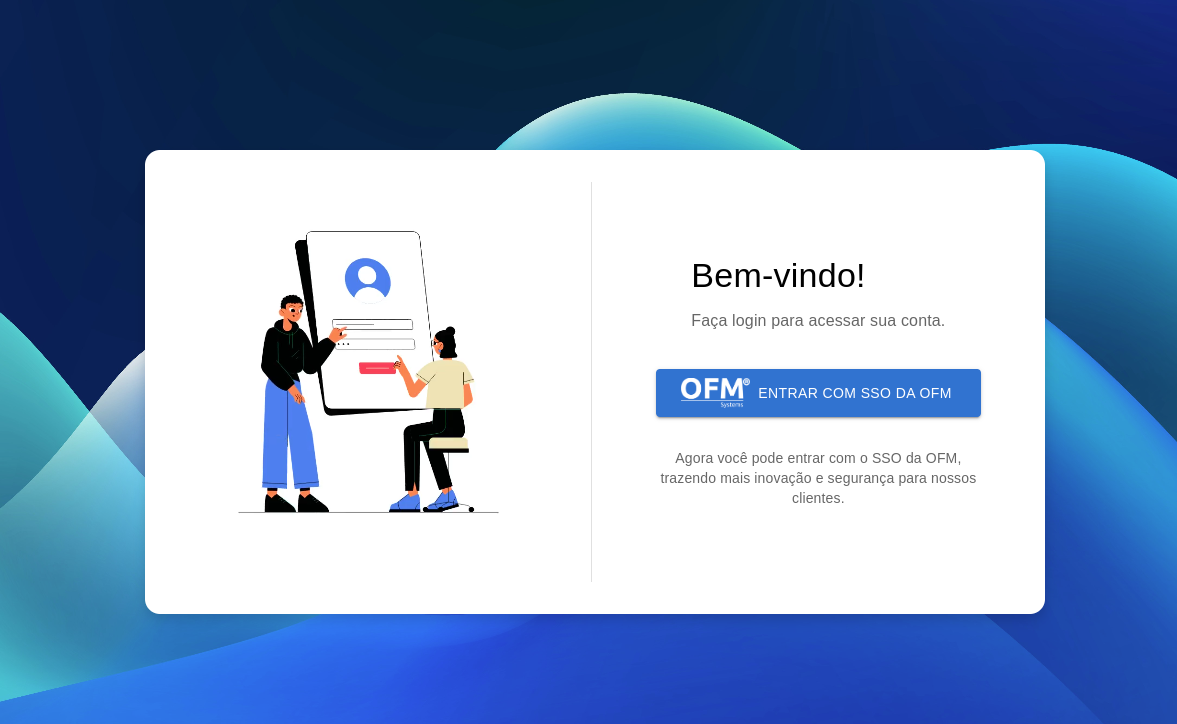 Bem-vindo!
Faça login para acessar sua conta.
OFM® Systems ENTRAR COM SSO DA OFM
Agora você pode entrar com o SSO da OFM,
trazendo mais inovação e segurança para nossos
clientes.